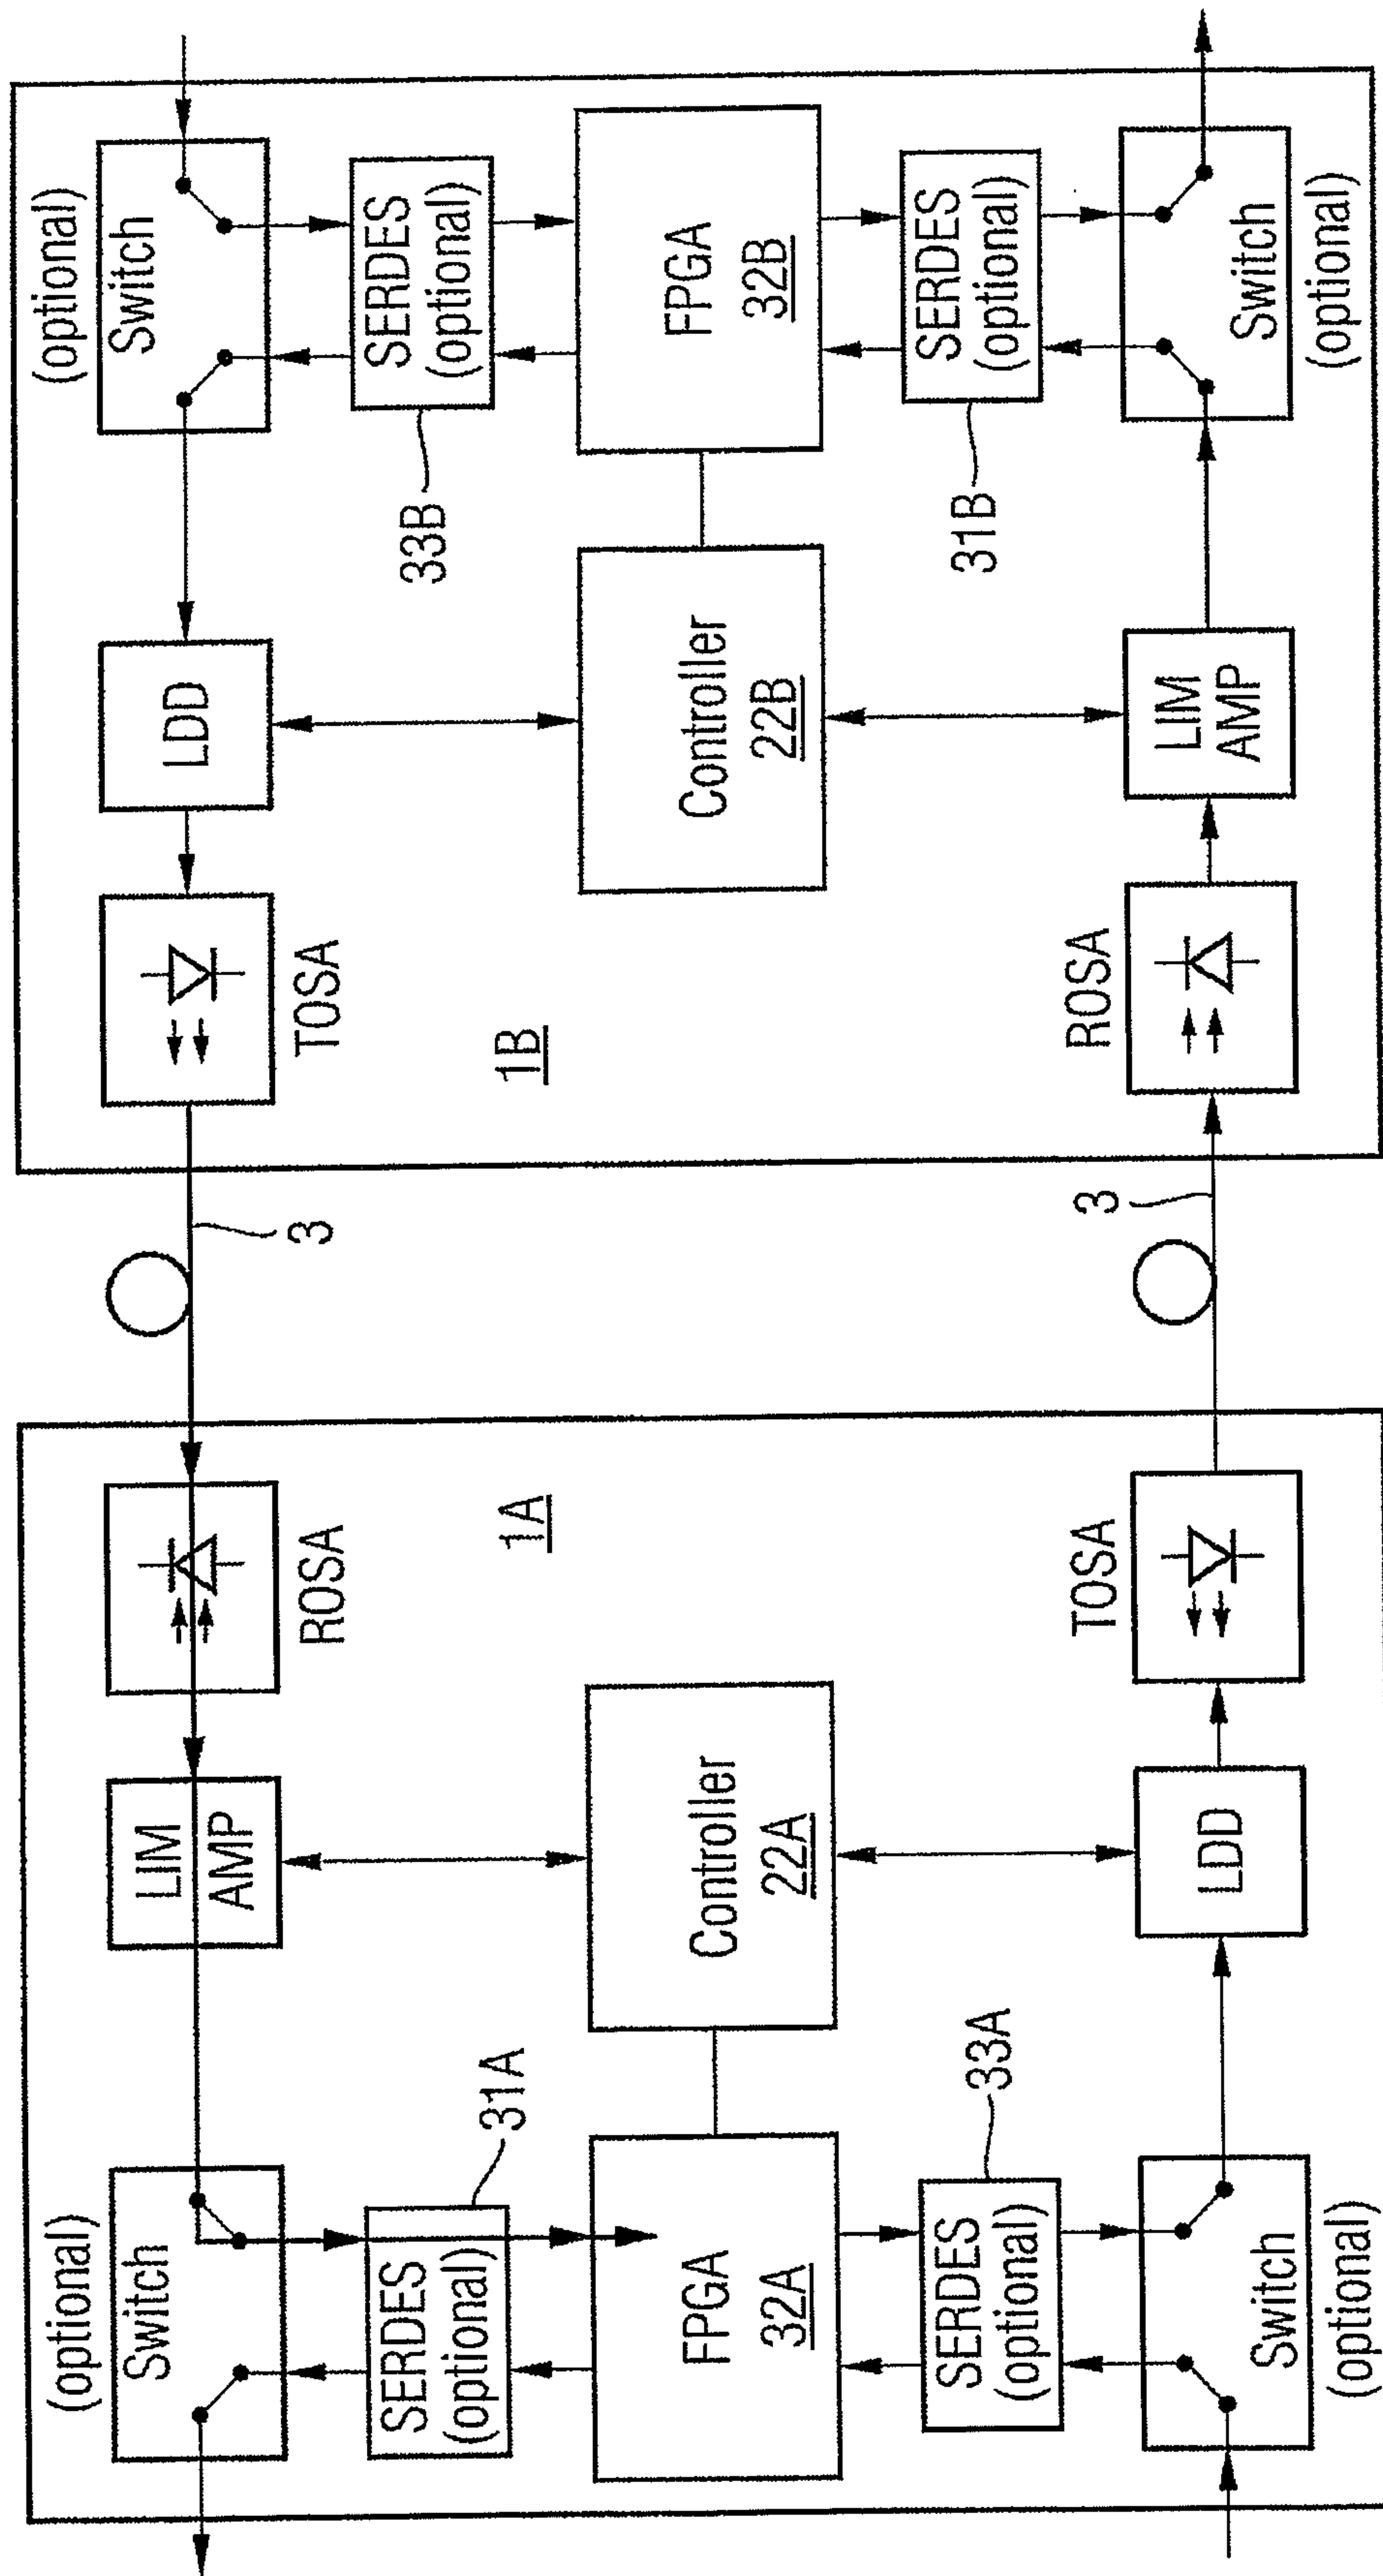 (optional)
Switch
LIM
AMP
ROSA
3
TOSA
LDD
(optional)
Switch
31A
SERDES
(optional)
1A
1B
33B
SERDES
(optional)
FPGA
32A
Controller
22A
Controller
22B
FPGA
32B
33A
SERDES
(optional)
31B
SERDES
(optional)
Switch
(optional)
LDD
TOSA
3
ROSA
LIM
AMP
Switch
(optional)